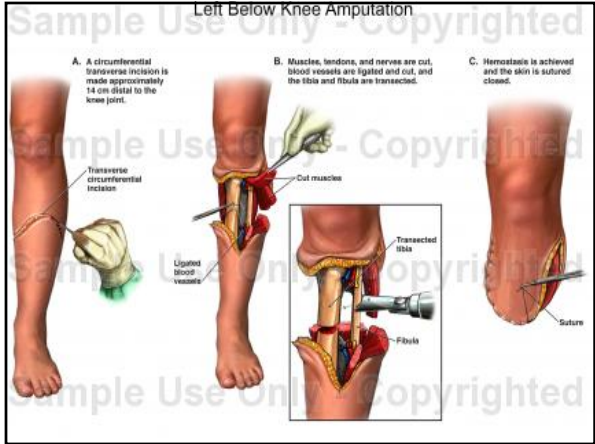 Left Below Knee Amputation
Sample Use Only - Copyrighted
A. A circumferential
transverse incision is
made approximately
14 cm distal to the
knee joint.
B. Muscles, tendons, and nerves are cut,
blood vessels are ligated and cut, and
the tibia and fibula are transected.
C. Hemostasis is achieved
and the skin is sutured
closed.
Sample Use Only - Copyrighted
Transverse
circumferential
incision
Cut muscles
Ligated
blood
vessels
Transected
tibia
Fibula
Suture
Sample Use Only - Copyrighted
Sample Use Only - Copyrighted